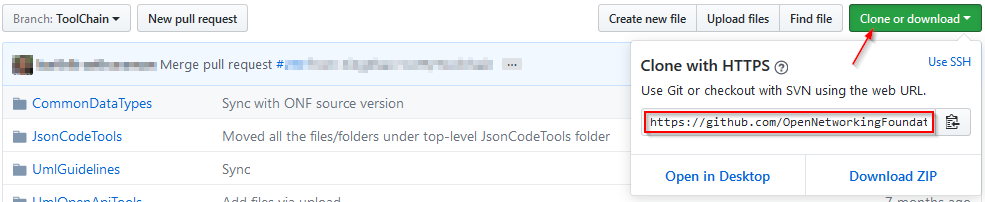 Branch: ToolChain
New pull request
Create new file
Upload files
Find file
Clone or download
Merge pull request
Clone with HTTPS
Use SSH
Use Git or checkout with SVN using the web URL.
https://github.com/OpenNetworkingFoundat
Open in Desktop
Download ZIP
CommonDataTypes Sync with ONF source version
JsonCodeTools Moved all the files/folders under top-level JsonCodeTools folder
UmlGuidelines Sync
UmlOpenApiTools Add files via upload
7 months ago